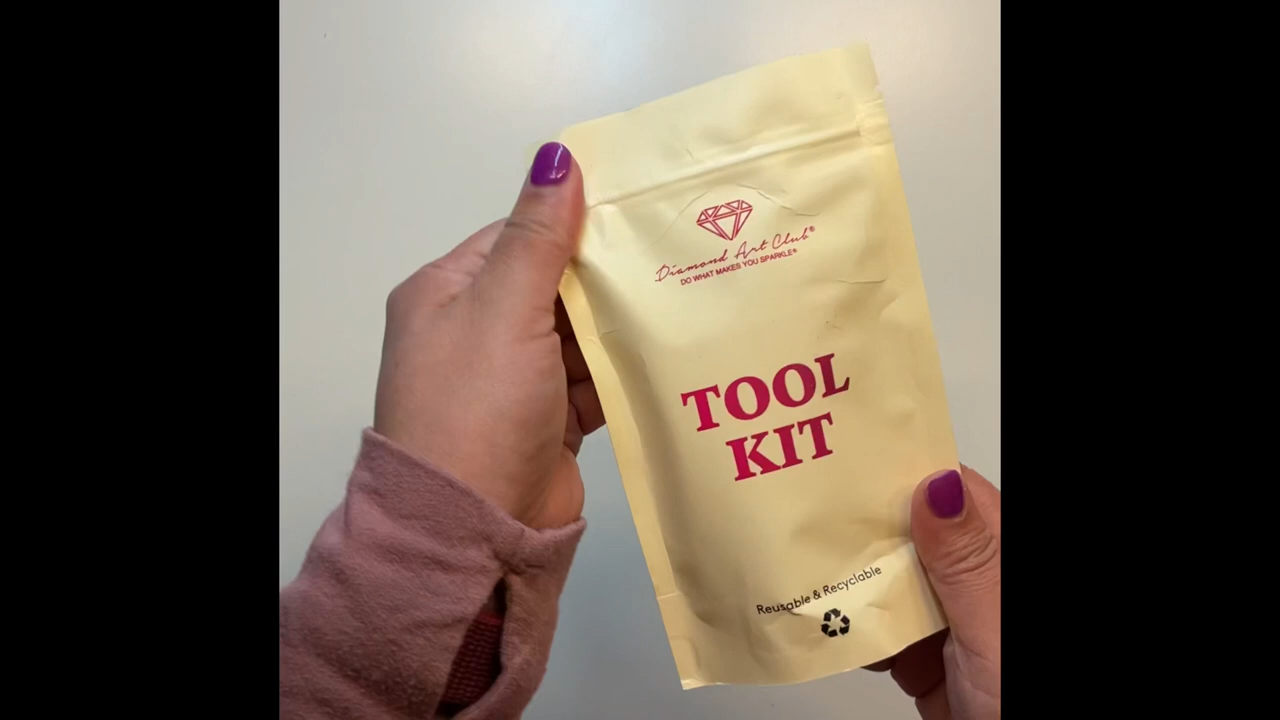 Diamond Art Club®
DO WHAT MAKES YOU SPARKLE®
TOOL
KIT
Reusable & Recyclable